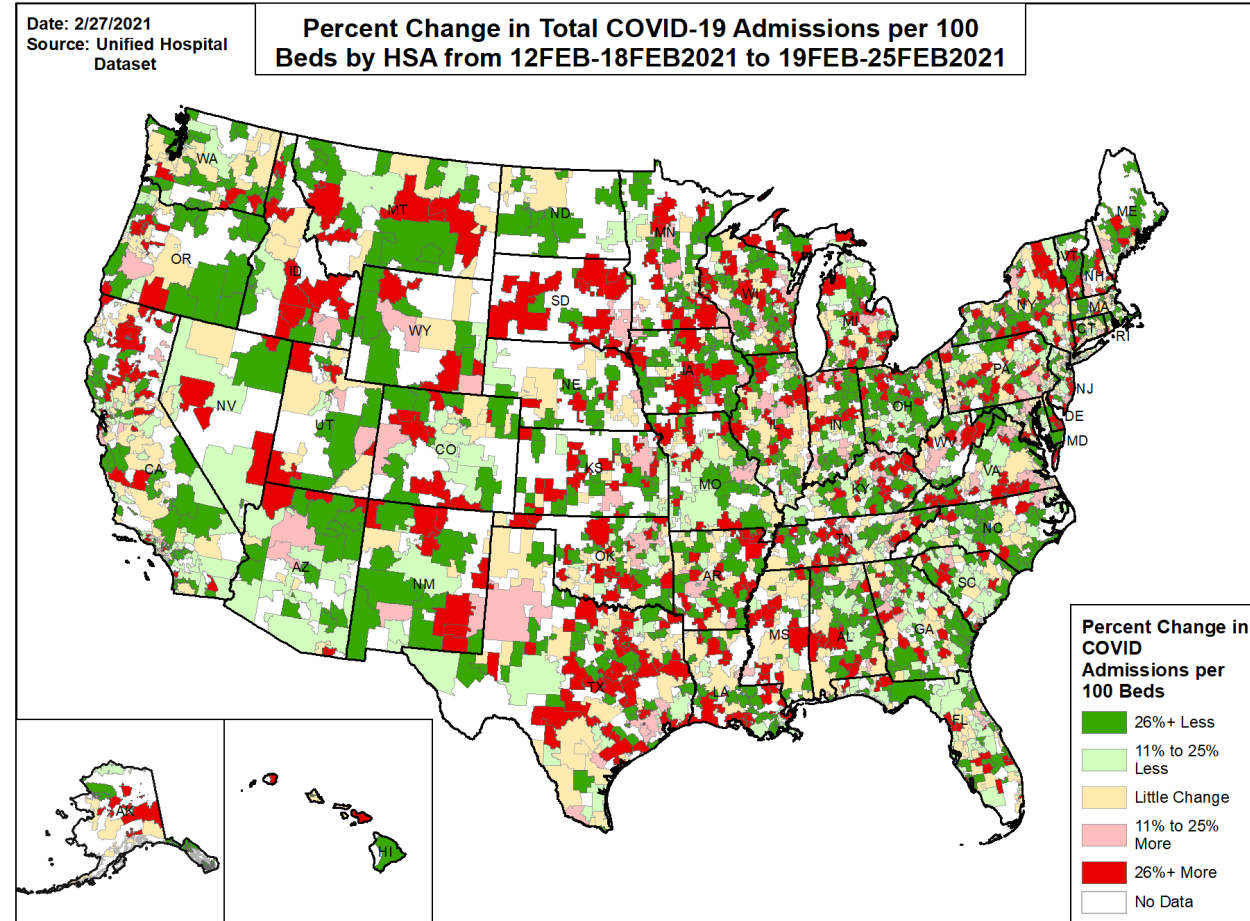 Date: 2/27/2021
Source: Unified Hospital
Dataset
Percent Change in Total COVID-19 Admissions per 100
Beds by HSA from 12FEB-18FEB2021 to 19FEB-25FEB2021
WA
MT
ND
MN
ME
OR
ID
SD
WI
VT
NH
NY
MA
CT
RI
WY
MI
IA
NE
PA
NJ
NV
UT
CO
IL
IN
OH
DE
MD
WV
CA
KS
MO
KY
VA
AZ
NM
OK
AR
TN
NC
SC
MS
AL
GA
TX
LA
FL
AK
HI
Percent Change in
COVID
Admissions per
100 Beds
26%+ Less
11% to 25%
Less
Little Change
11% to 25%
More
26%+ More
No Data